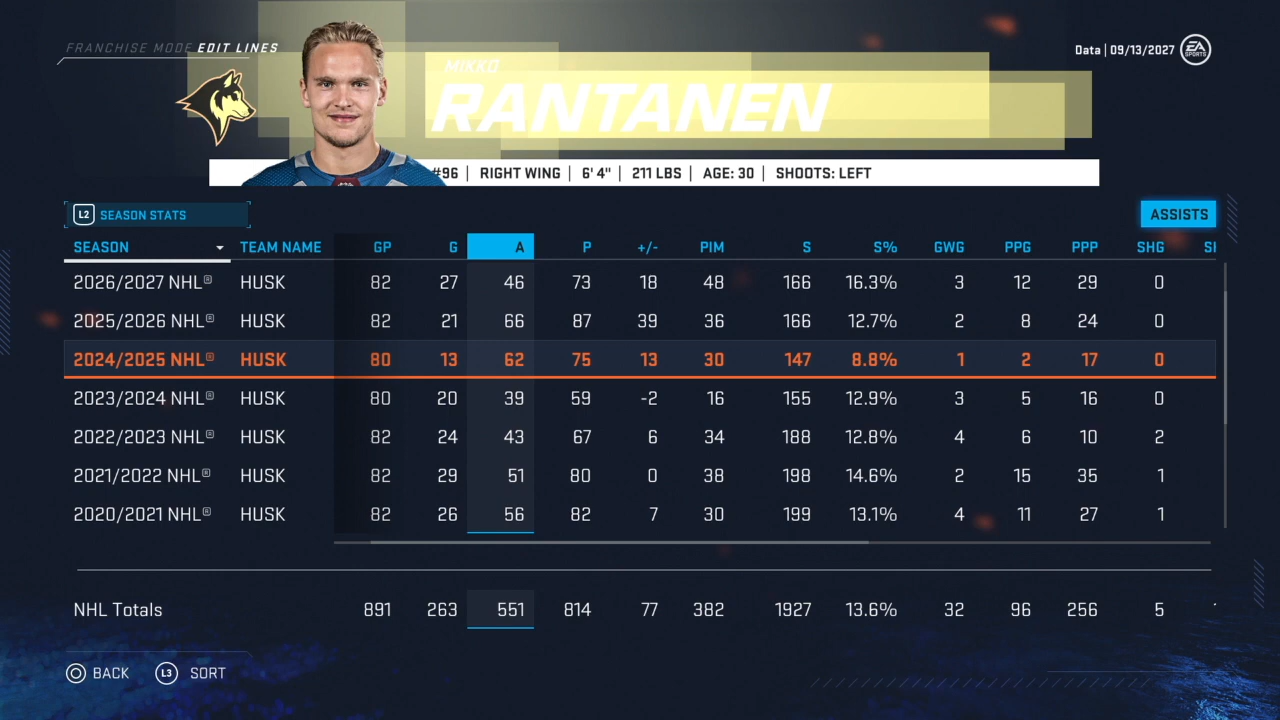 FRANCHISE MODE EDIT LINES
Data | 09/13/2027
EA SPORTS
MIKKO
RANTANEN
#96 | RIGHT WING | 6' 4" | 211 LBS | AGE: 30 | SHOOTS: LEFT
L2 SEASON STATS
ASSISTS
SEASON TEAM NAME GP G A P +/- PIM S S% GWG PPG PPP SHG
2026/2027 NHL® HUSK 82 27 46 73 18 48 166 16.3% 3 12 29 0
2025/2026 NHL® HUSK 82 21 66 87 39 36 166 12.7% 2 8 24 0
2024/2025 NHL® HUSK 80 13 62 75 13 30 147 8.8% 1 2 17 0
2023/2024 NHL® HUSK 80 20 39 59 -2 16 155 12.9% 3 5 16 0
2022/2023 NHL® HUSK 82 24 43 67 6 34 188 12.8% 4 6 10 2
2021/2022 NHL® HUSK 82 29 51 80 0 38 198 14.6% 2 15 35 1
2020/2021 NHL® HUSK 82 26 56 82 7 30 199 13.1% 4 11 27 1
NHL Totals 891 263 551 814 77 382 1927 13.6% 32 96 256 5
BACK L3 SORT